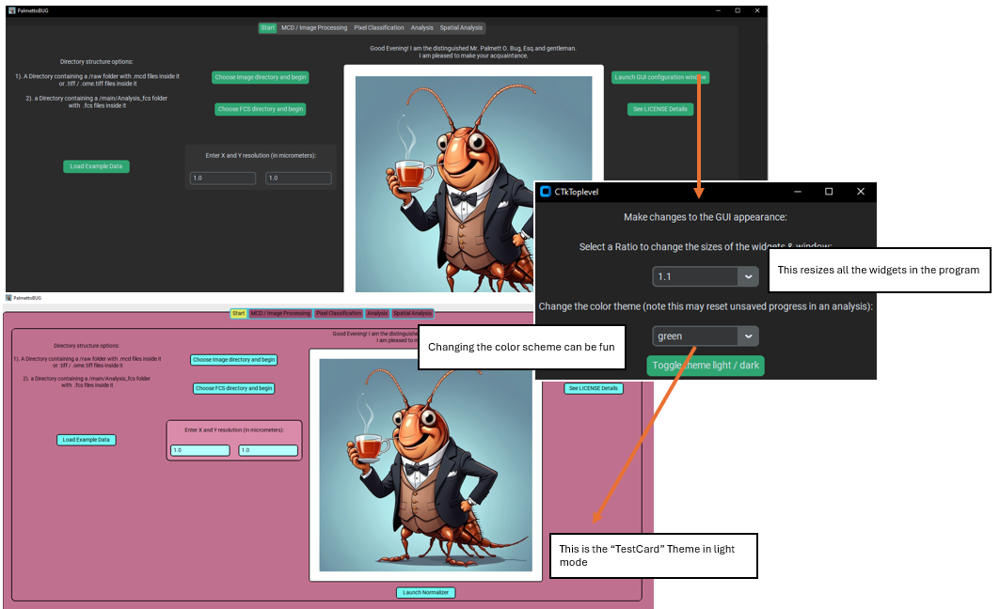 PalmettoBUG
Start MCD / Image Processing Pixel Classification Analysis Spatial Analysis
Good Evening! I am the distinguished Mr. Palmett O. Bug, Esq, and gentleman.
I am pleased to make your acquaintance.
Directory structure options:
1). A Directory containing a /raw folder with .mcd files inside it
or .tiff / .ome.tiff files inside it
2). a Directory containing a /main/Analysis_fcs folder
with .fcs files inside it
Choose Image directory and begin
Choose FCS directory and begin
Load Example Data
Enter X and Y resolution (in micrometers):
1.0 1.0
Launch GUI configuration window
See LICENSE Details
CTkToplevel
Make changes to the GUI appearance:
Select a Ratio to change the sizes of the widgets & window:
1.1
Change the color theme (note this may reset unsaved progress in an analysis):
green
Toggle theme light / dark
This resizes all the widgets in the program
Changing the color scheme can be fun
This is the “TestCard” Theme in light
mode
PalmettoBUG
Start MCD / Image Processing Pixel Classification Analysis Spatial Analysis
Good Evening! I am the distinguishe
I am pleased to m
Directory structure options:
1). A Directory containing a /raw folder with .mcd files inside it
or .tiff / .ome.tiff files inside it
2). a Directory containing a /main/Analysis_fcs folder
with .fcs files inside it
Choose Image directory and begin
Choose FCS directory and begin
See LICENSE Details
Load Example Data
Enter X and Y resolution (in micrometers):
1.0 1.0
Launch Normalizer